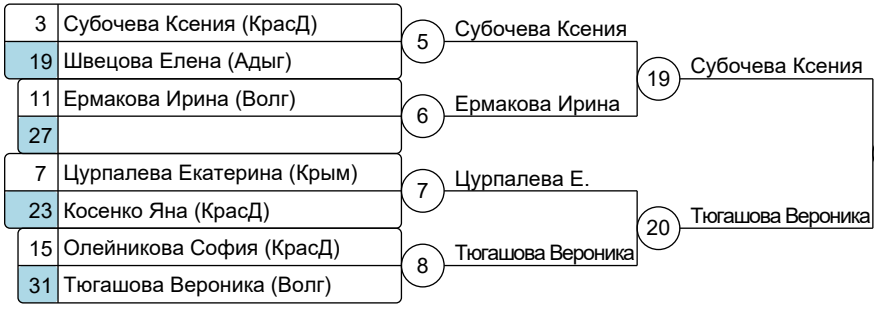 3 Субочева Ксения (КрасД)
19 Швецова Елена (Адыг)
5 Субочева Ксения
11 Ермакова Ирина (Волг)
27
6 Ермакова Ирина
19 Субочева Ксения
7 Цурпалева Екатерина (Крым)
23 Косенко Яна (КрасД)
7 Цурпалева Е.
15 Олейникова София (КрасД)
31 Тюгашова Вероника (Волг)
8 Тюгашова Вероника
20 Тюгашова Вероника